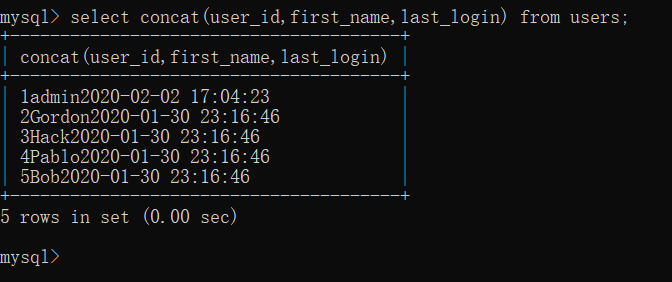 mysql> select concat(user_id,first_name,last_login) from users;
+---------------------------------------+
| concat(user_id,first_name,last_login) |
+---------------------------------------+
| 1admin2020-02-02 17:04:23             |
| 2Gordon2020-01-30 23:16:46            |
| 3Hack2020-01-30 23:16:46              |
| 4Pablo2020-01-30 23:16:46             |
| 5Bob2020-01-30 23:16:46               |
+---------------------------------------+
5 rows in set (0.00 sec)
mysql>